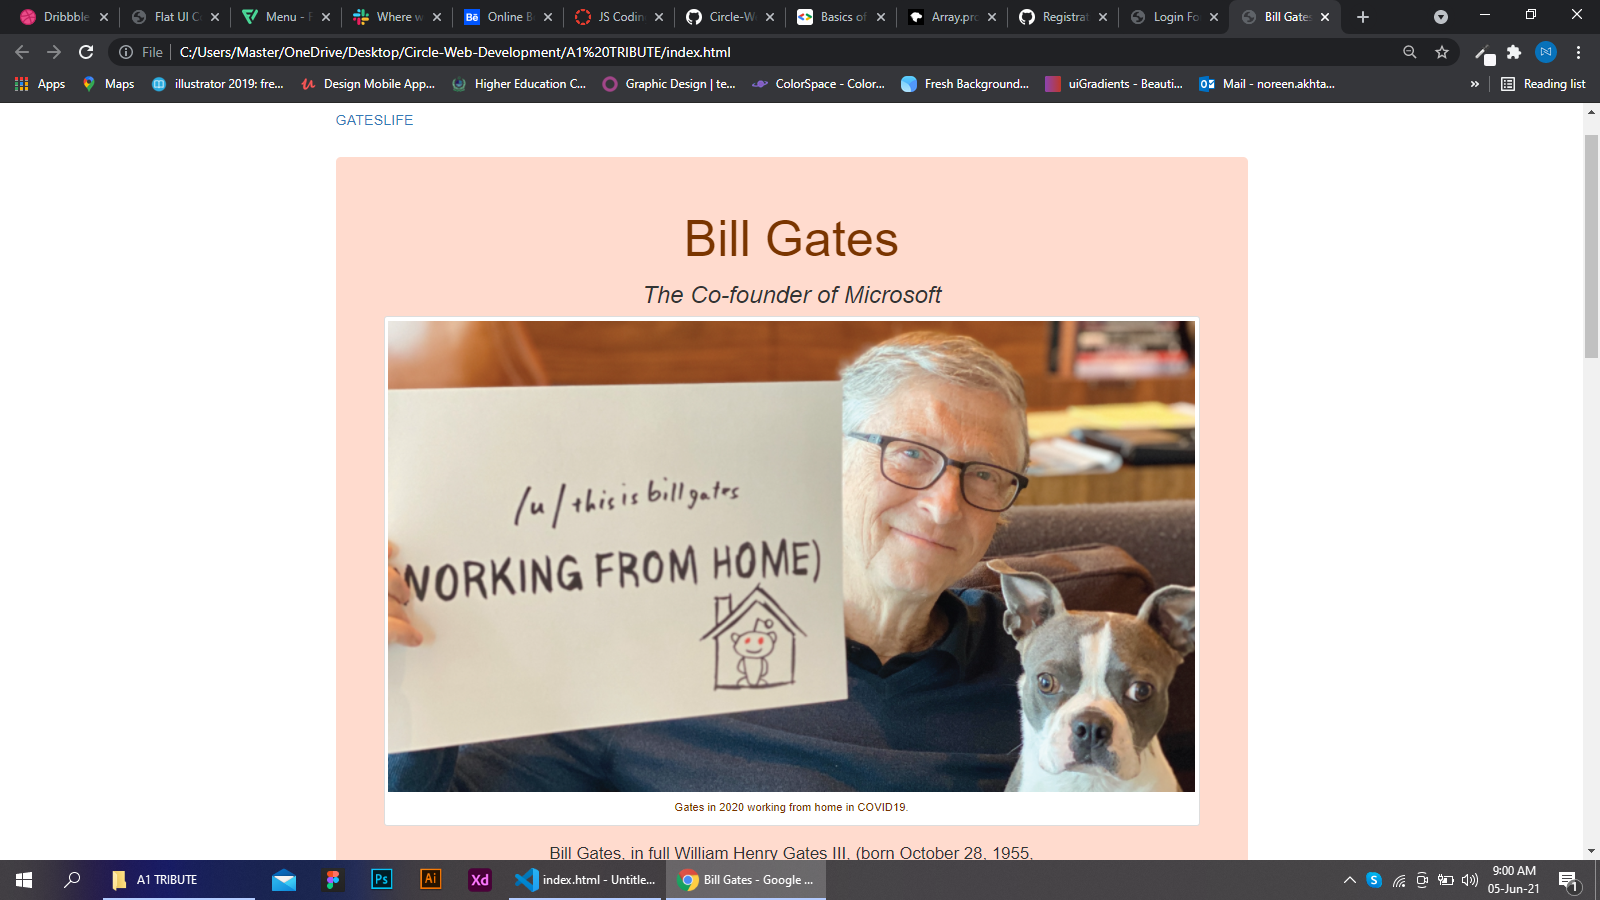 Dribbble
Flat UI C
Menu - F
Where w
Online B
JS Codin
Circle-W
Basics of
Array.pro
Registrat
Login Fo
Bill Gates
File
C:/Users/Master/OneDrive/Desktop/Circle-Web-Development/A1%20TRIBUTE/index.html
Apps
Maps
illustrator 2019: fre...
Design Mobile App...
Higher Education C...
Graphic Design | te...
ColorSpace - Color...
Fresh Background...
uiGradients - Beauti...
Mail - noreen.akhta...
»
Reading list
GATESLIFE
Bill Gates
The Co-founder of Microsoft
/u/thisisbillgates
WORKING FROM HOME)
Gates in 2020 working from home in COVID19.
Bill Gates, in full William Henry Gates III, (born October 28, 1955,
A1 TRIBUTE
Ps
Ai
Xd
index.html - Untitle...
Bill Gates - Google ...
9:00 AM
05-Jun-21
1